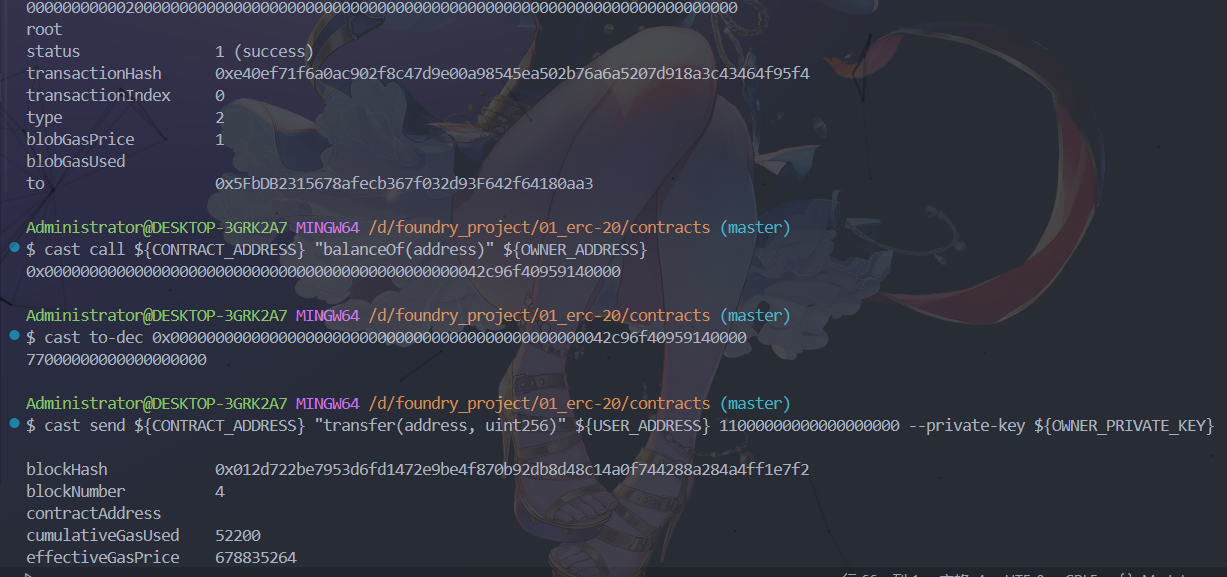 0000000000020000000000000000000000000000000000000000000000000000000000000000000
root
status 1 (success)
transactionHash 0xe40ef71f6a0ac902f8c47d9e00a98545ea502b76a6a5207d918a3c43464f95f4
transactionIndex 0
type 2
blobGasPrice 1
blobGasUsed
to 0x5FbDB2315678afecb367f032d93F642f64180aa3
Administrator@DESKTOP-3GRK2A7 MINGW64 /d/foundry_project/01_erc-20/contracts (master)
$ cast call ${CONTRACT_ADDRESS} "balanceOf(address)" ${OWNER_ADDRESS}
0x0000000000000000000000000000000000000000000000042c96f40959140000
Administrator@DESKTOP-3GRK2A7 MINGW64 /d/foundry_project/01_erc-20/contracts (master)
$ cast to-dec 0x0000000000000000000000000000000000000000000000042c96f40959140000
77000000000000000000
Administrator@DESKTOP-3GRK2A7 MINGW64 /d/foundry_project/01_erc-20/contracts (master)
$ cast send ${CONTRACT_ADDRESS} "transfer(address, uint256)" ${USER_ADDRESS} 11000000000000000000 --private-key ${OWNER_PRIVATE_KEY}
blockHash 0x012d722be7953d6fd1472e9be4f870b92db8d48c14a0f744288a284a4ff1e7f2
blockNumber 4
contractAddress
cumulativeGasUsed 52200
effectiveGasPrice 678835264